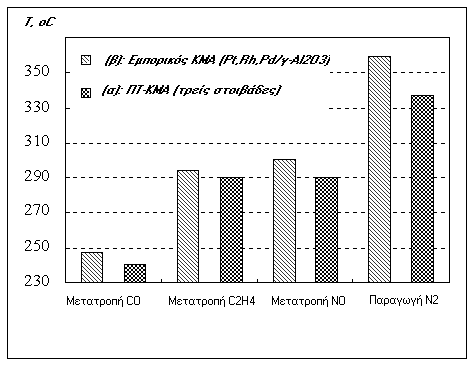 T, oC
(β): Εμπορικός ΚΜΑ (Pt,Rh,Pd/γ-Al2O3)
(α): ΠΤ-ΚΜΑ (τρείς στοιβάδες)
350
330
310
290
270
250
230
Μετατροπή CO Μετατροπή C2H4 Μετατροπή NO Παραγωγή N2